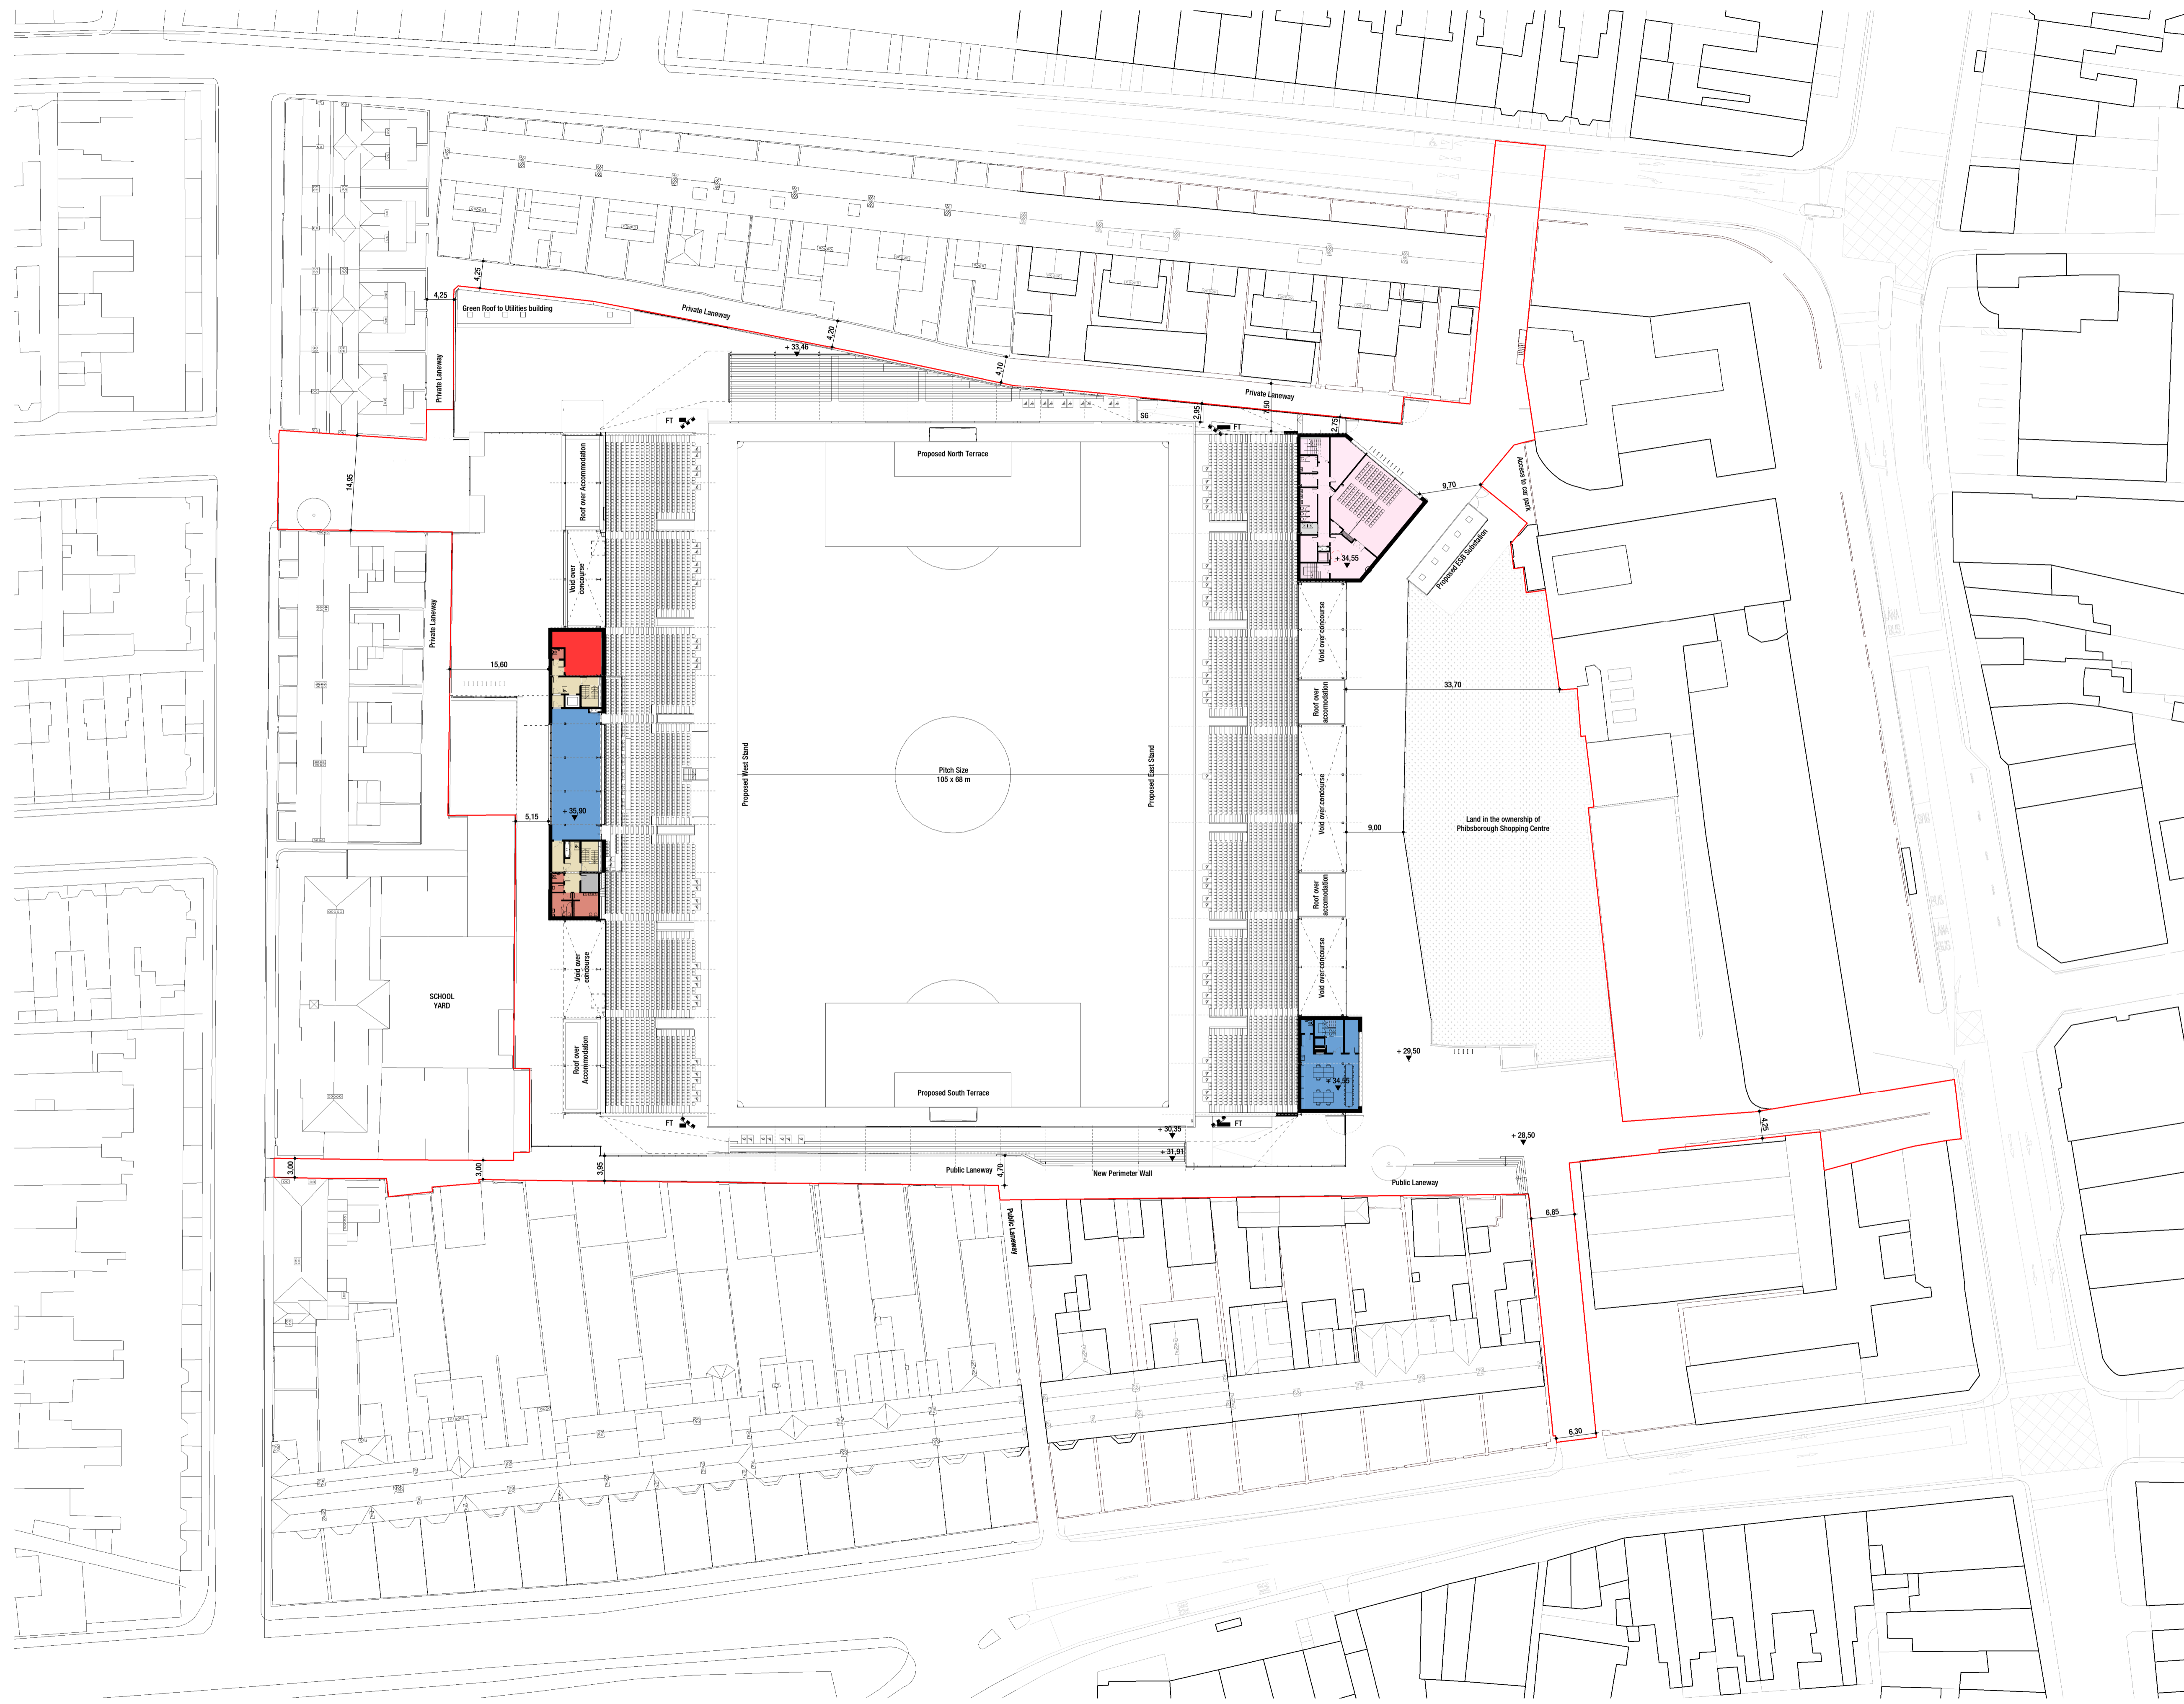 4,25
4,25
Green Roof to Utilities building
Private Laneway
4,20
+ 33,46
4,10
Private Laneway
Private Laneway
7,50
2,95
2,75
SG
FT
FT
14,95
Proposed North Terrace
Roof over Accommodation
Access to car park
9,70
Proposed ESB Substation
+ 34,55
Void over
concourse
Void over concourse
Private Laneway
15,60
33,70
Roof over
accomodation
Proposed West Stand
Pitch Size
105 x 68 m
Proposed East Stand
Void over concourse
+ 35,90
5,15
9,00
Land in the ownership of
Phibsborough Shopping Centre
Roof over
accomodation
Void over
concourse
Void over concourse
SCHOOL
YARD
Roof over
Accommodation
+ 29,50
+ 34,55
Proposed South Terrace
FT
FT
+ 30,35
+ 28,50
4,25
+ 31,91
3,00
3,00
3,95
Public Laneway
4,70
New Perimeter Wall
Public Laneway
Public Laneway
6,85
6,30
LANA
BUS
BUS
BUS
LANA
BUS